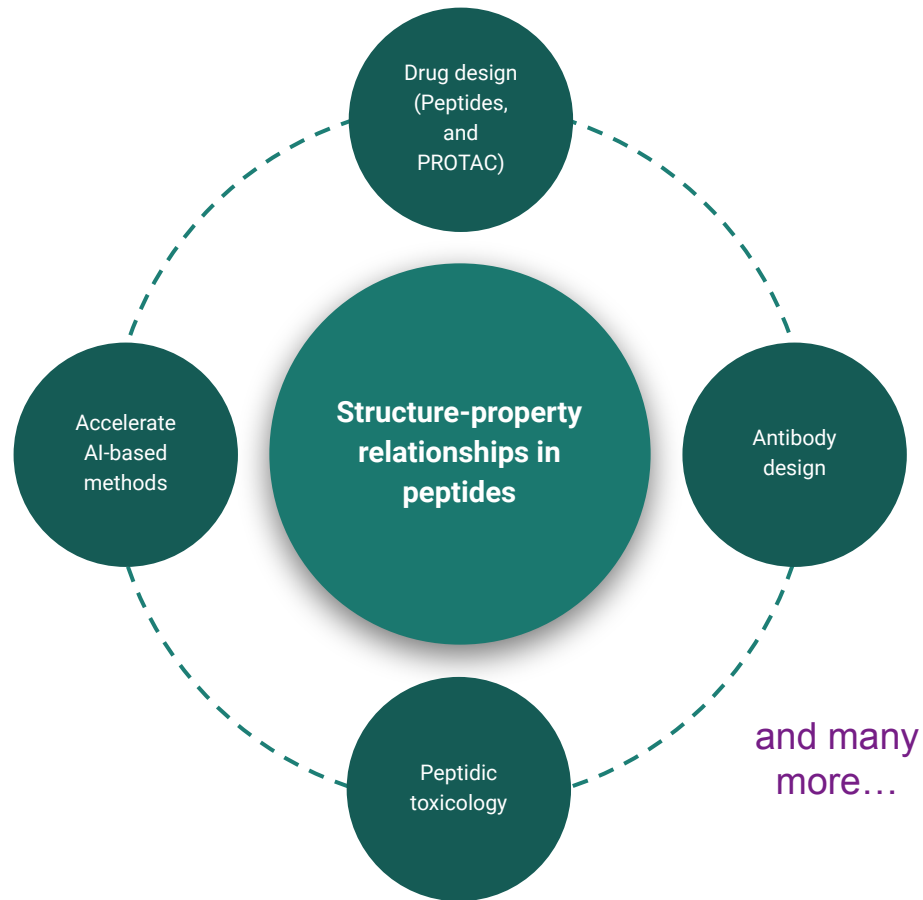 Drug design
(Peptides,
and
PROTAC)
Structure-property
relationships in
peptides
Accelerate
AI-based
methods
Antibody
design
Peptidic
toxicology
and many
more…